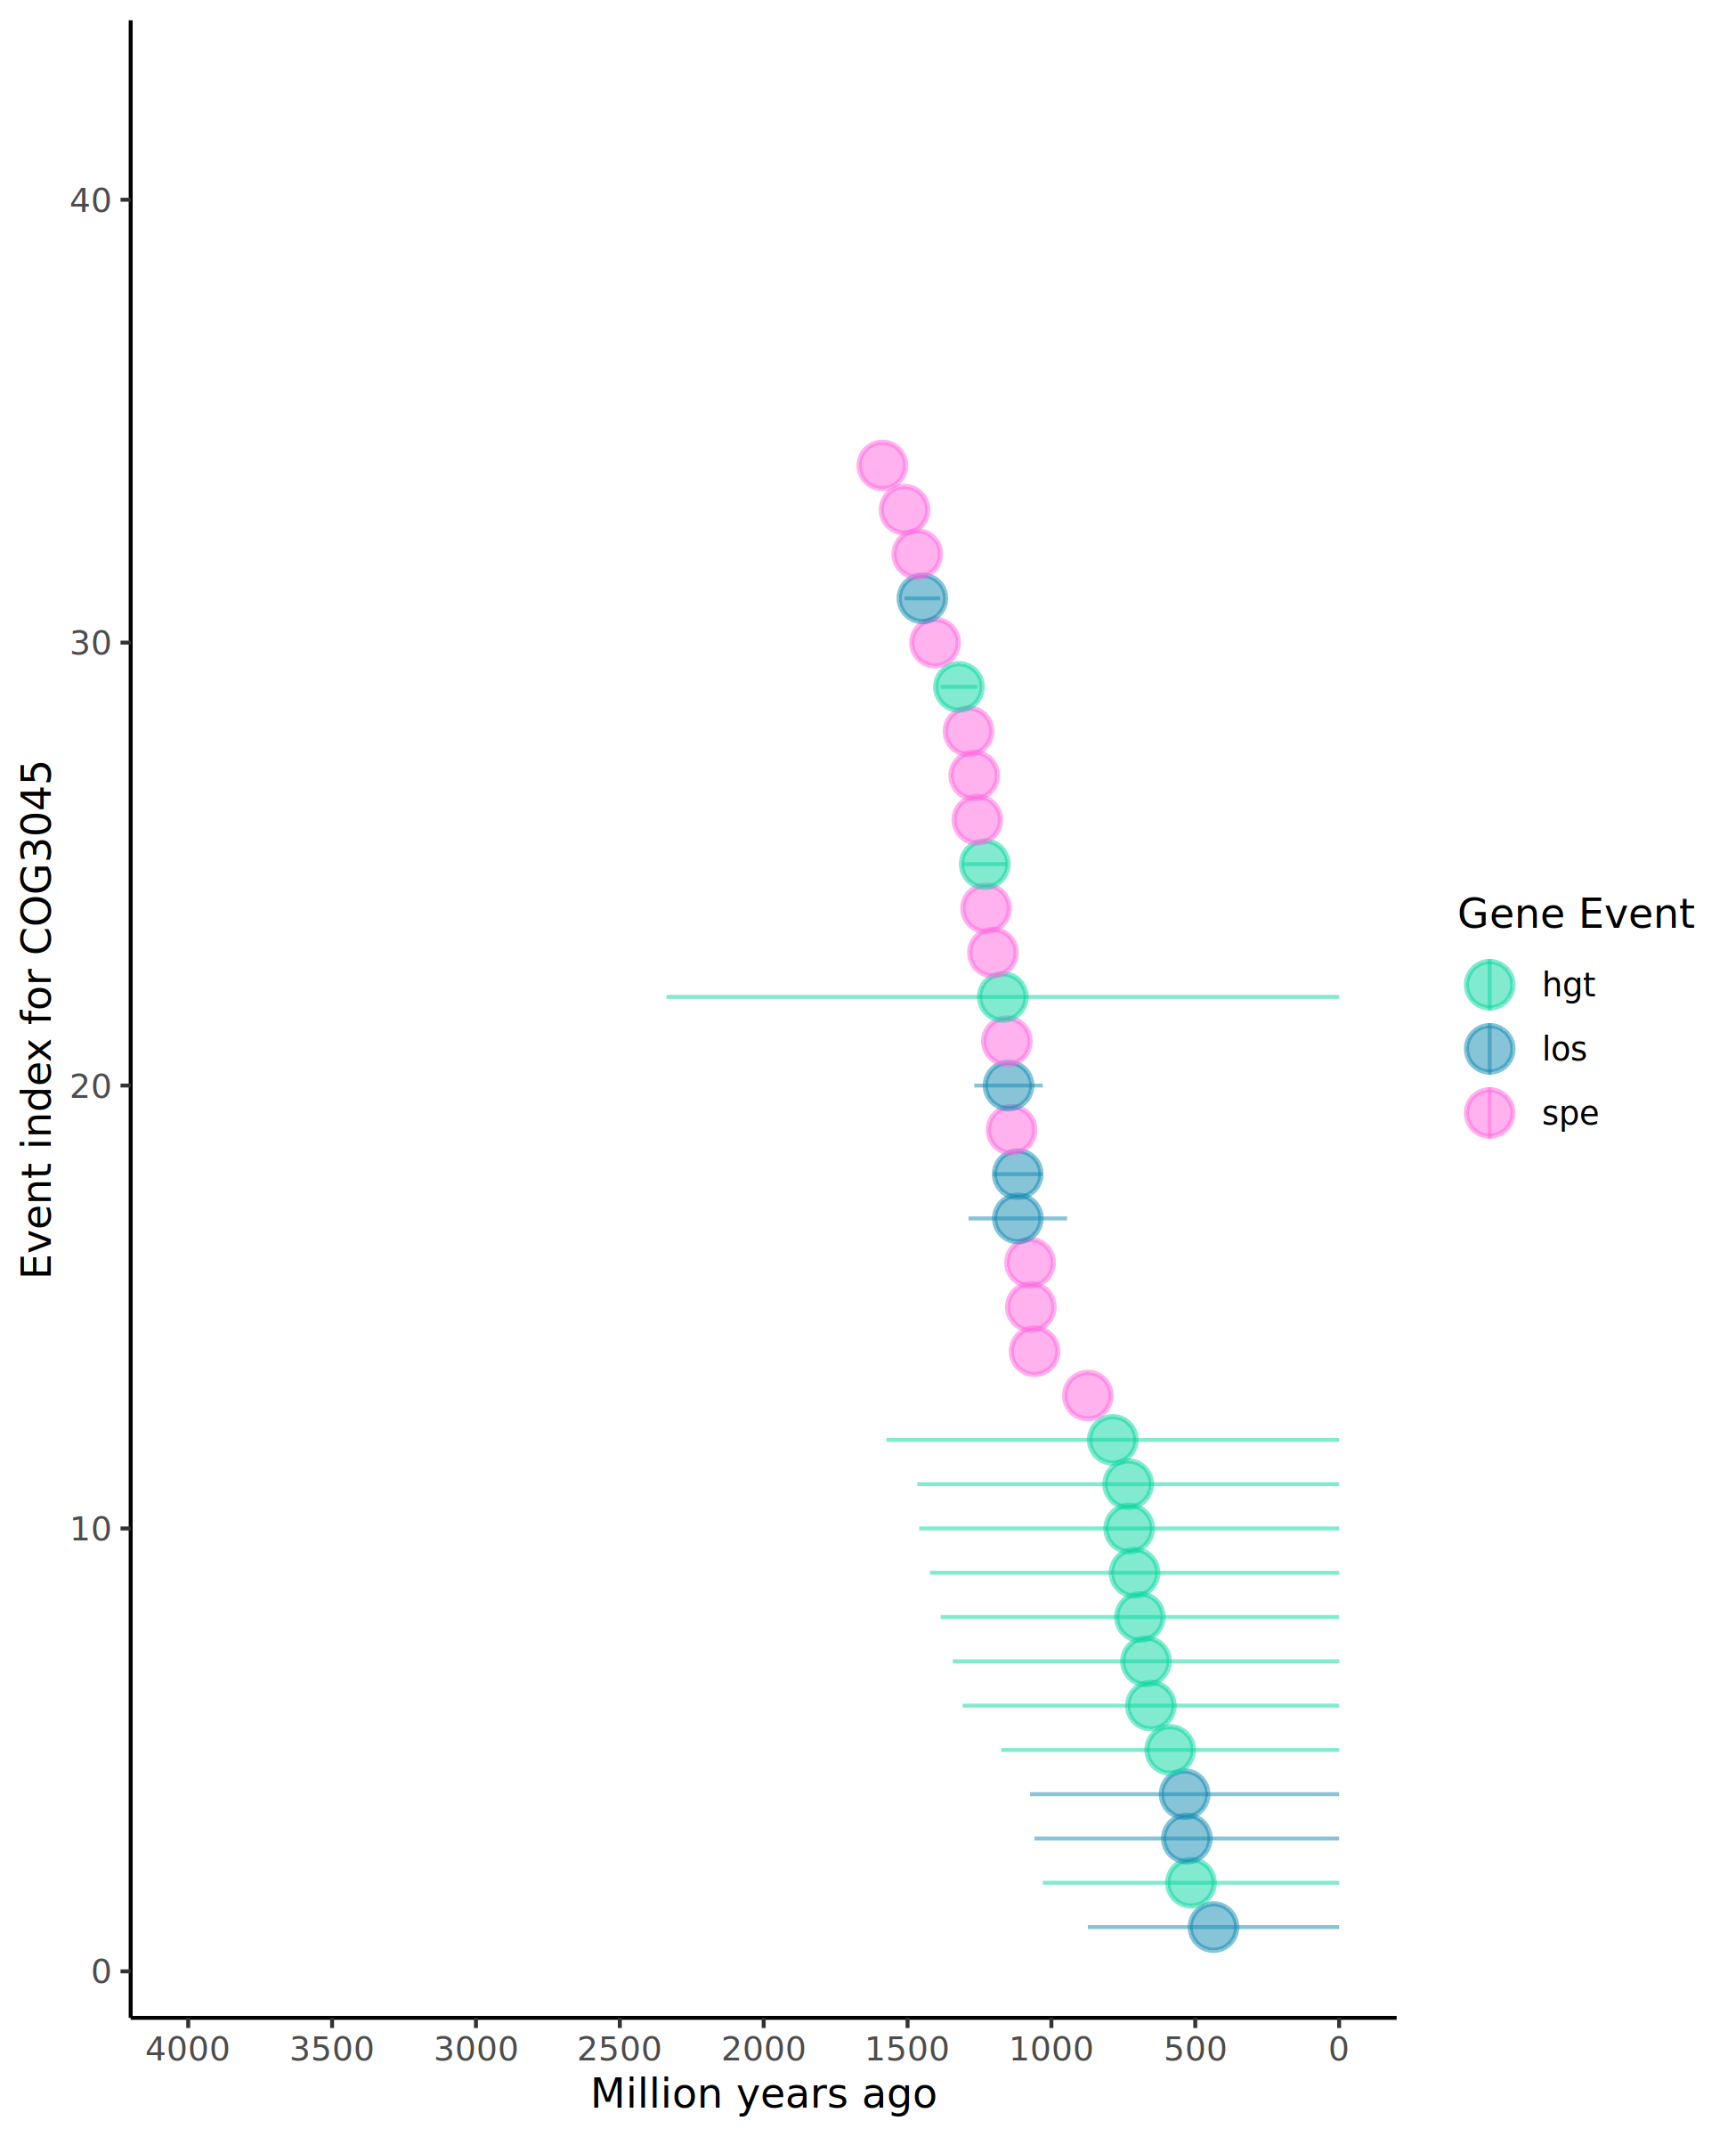 40
30
20
10
0
Event index for COG3045
4000 3500 3000 2500 2000 1500 1000 500 0
Million years ago
Gene Event
hgt
los
spe